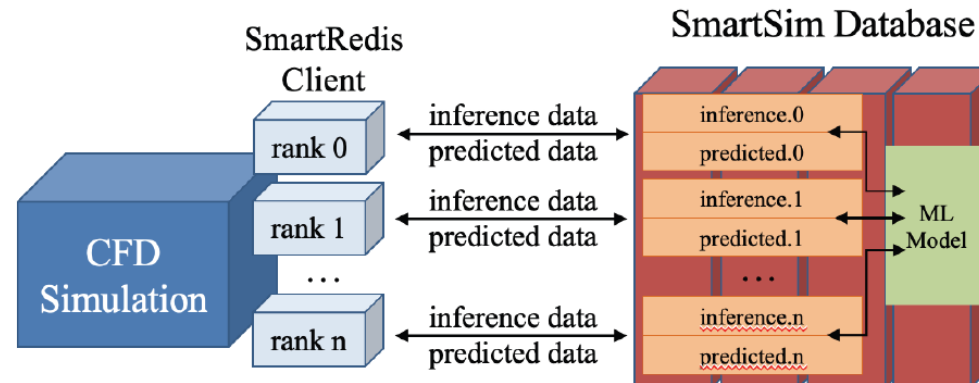 SmartSim Database
SmartRedis
Client
rank 0
inference data
predicted data
inference.0
predicted.0
CFD
Simulation
rank 1
inference data
predicted data
inference.1
predicted.1
ML
Model
...
...
rank n
inference data
predicted data
inference.n
predicted.n